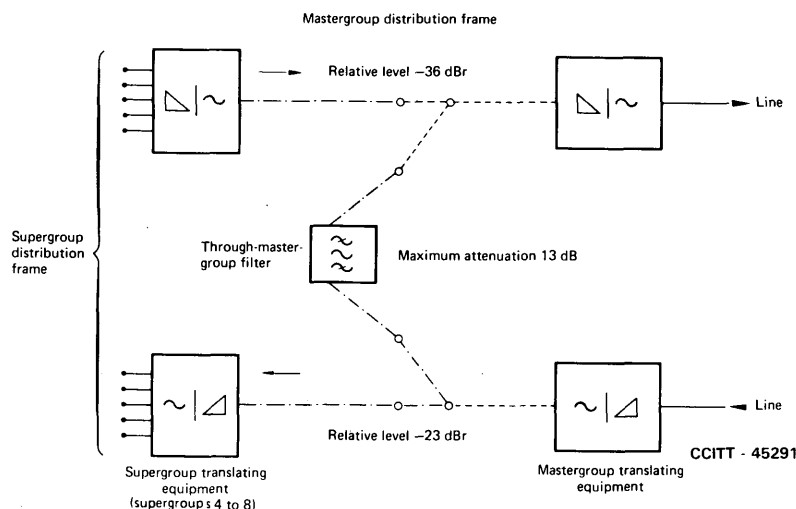 Mastergroup distribution frame
Relative level −36 dBr
Line
Supergroup
distribution
frame
Through-master-
group filter
Maximum attenuation 13 dB
Relative level −23 dBr
Line
CCITT - 45291
Supergroup translating
equipment
(supergroups 4 to 8)
Mastergroup translating
equipment